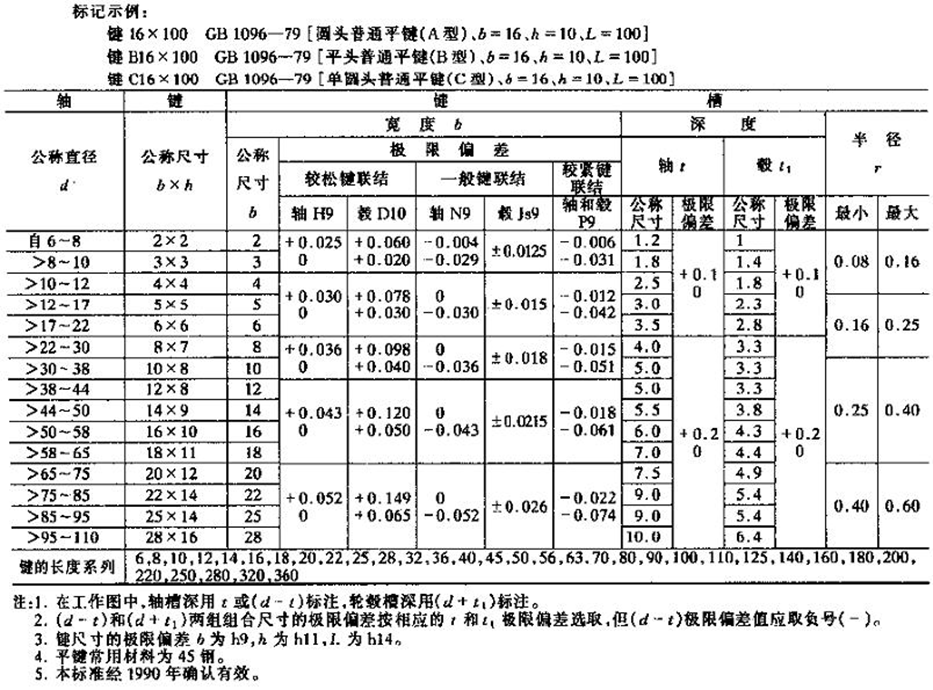 标记示例:
键 16×100 GB 1096—79 [圆头普通平键(A 型)、b=16、h=10、L=100]
键 B16×100 GB 1096—79 [平头普通平键(B 型)、b=16、h=10、L=100]
键 C16×100 GB 1096—79 [单圆头普通平键(C 型)、b=16、h=10、L=100]
轴 键 键 槽
公称直径 d 公称尺寸 b×h 宽 度 b 深 度 半 径 r
公称尺寸 b 极 限 偏 差 轴 t 毂 t₁
较松键联结 一般键联结 较紧键联结
轴 H9 毂 D10 轴 N9 毂 Js9 轴和毂 P9 公称尺寸 极限偏差 公称尺寸 极限偏差 最小 最大
自 6~8 2×2 2 +0.025 0 +0.060 +0.020 -0.004 -0.029 ±0.0125 -0.006 -0.031 1.2 +0.1 0 1 +0.1 0 0.08 0.16
>8~10 3×3 3 1.8 1.4
>10~12 4×4 4 +0.030 0 +0.078 +0.030 0 -0.030 ±0.015 -0.012 -0.042 2.5 1.8
>12~17 5×5 5 3.0 2.3 0.16 0.25
>17~22 6×6 6 3.5 2.8
>22~30 8×7 8 +0.036 0 +0.098 +0.040 0 -0.036 ±0.018 -0.015 -0.051 4.0 +0.2 0 3.3 +0.2 0
>30~38 10×8 10 5.0 3.3 0.25 0.40
>38~44 12×8 12 +0.043 0 +0.120 +0.050 0 -0.043 ±0.0215 -0.018 -0.061 5.0 3.3
>44~50 14×9 14 5.5 3.8
>50~58 16×10 16 6.0 4.3
>58~65 18×11 18 7.0 4.4
>65~75 20×12 20 +0.052 0 +0.149 +0.065 0 -0.052 ±0.026 -0.022 -0.074 7.5 4.9 0.40 0.60
>75~85 22×14 22 9.0 5.4
>85~95 25×14 25 9.0 5.4
>95~110 28×16 28 10.0 6.4
键的长度系列 6,8,10,12,14,16,18,20,22,25,28,32,36,40,45,50,56,63,70,80,90,100,110,125,140,160,180,200,
220,250,280,320,360
注:1. 在工作图中,轴槽深用 t 或(d-t)标注,轮毂槽深用(d+t₁)标注。
2. (d-t)和(d+t₁)两组组合尺寸的极限偏差按相应的 t 和 t₁ 极限偏差选取,但(d-t)极限偏差值应取负号(-)。
3. 键尺寸的极限偏差 b 为 h9,h 为 h11,L 为 h14。
4. 平键常用材料为 45 钢。
5. 本标准经 1990 年确认有效。